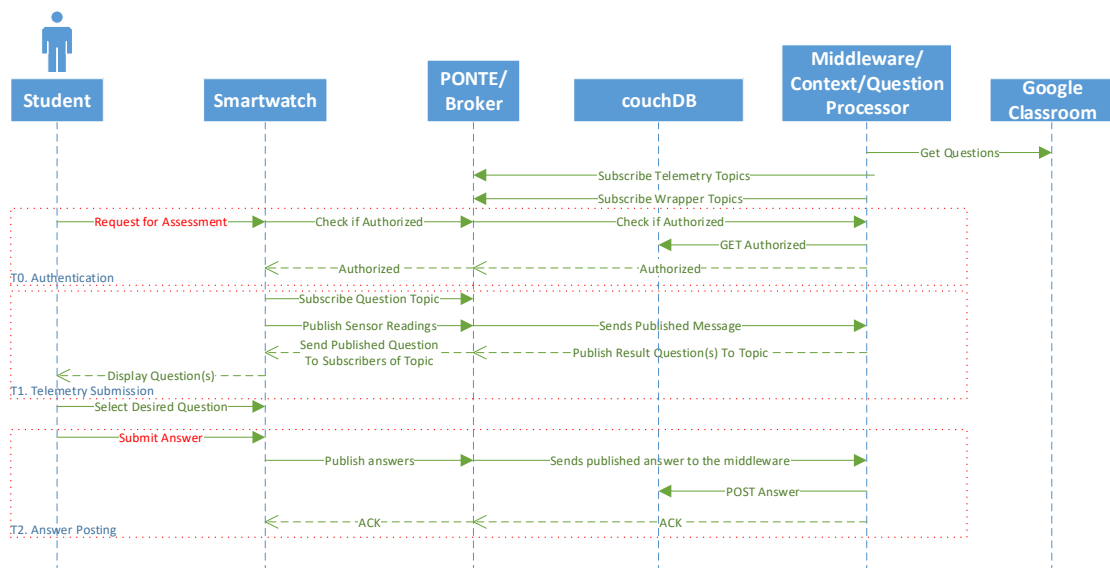 Student
Smartwatch
PONTE/
Broker
couchDB
Middleware/
Context/Question
Processor
Google
Classroom
Get Questions
Subscribe Telemetry Topics
Subscribe Wrapper Topics
Request for Assessment
Check if Authorized
Check if Authorized
GET Authorized
Authorized
Authorized
T0. Authentication
Subscribe Question Topic
Publish Sensor Readings
Sends Published Message
Send Published Question
To Subscribers of Topic
Publish Result Question(s) To Topic
Display Question(s)
T1. Telemetry Submission
Select Desired Question
Submit Answer
Publish answers
Sends published answer to the middleware
POST Answer
ACK
ACK
T2. Answer Posting